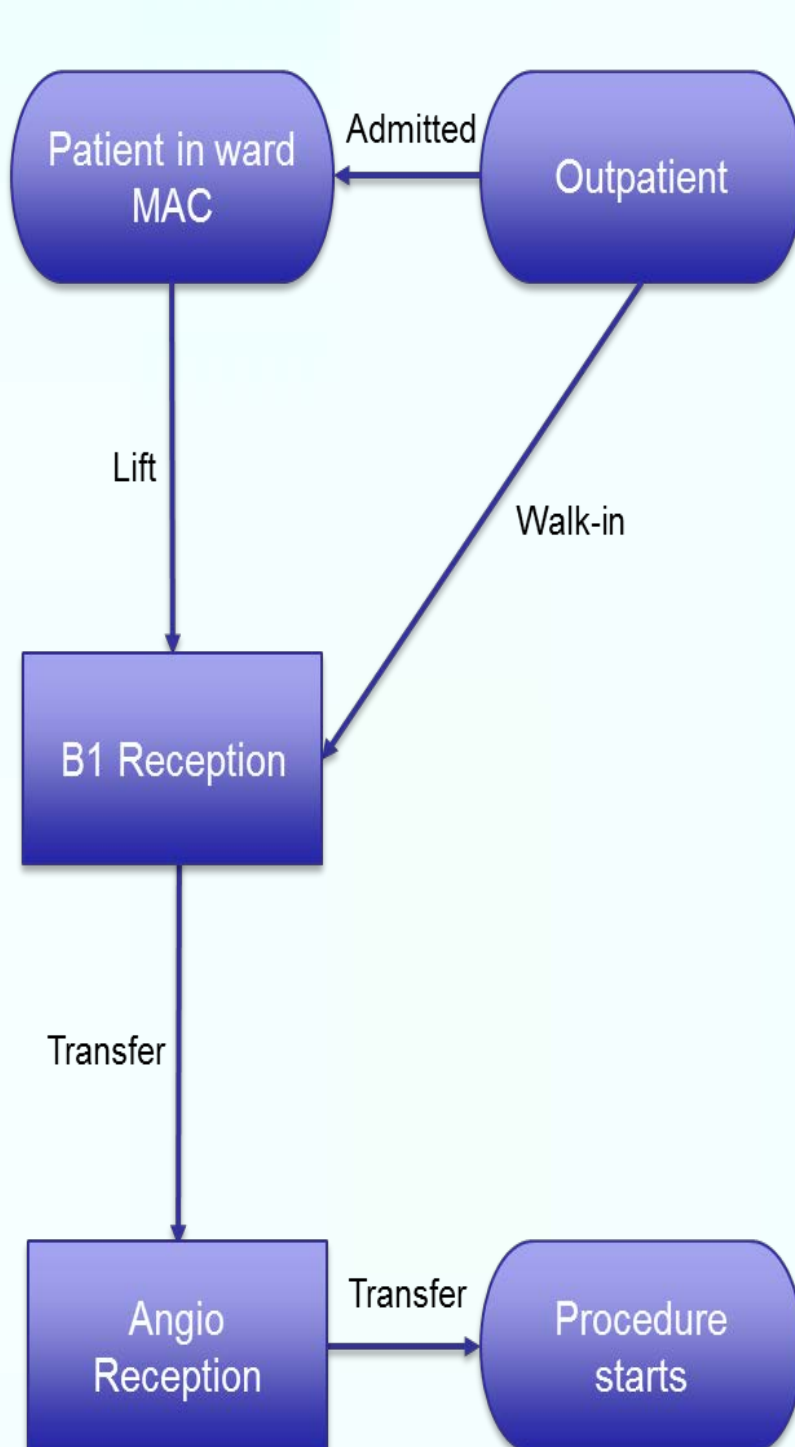 Patient in ward
MAC
Admitted
Outpatient
Lift
Walk-in
B1 Reception
Transfer
Angio
Reception
Transfer
Procedure
starts